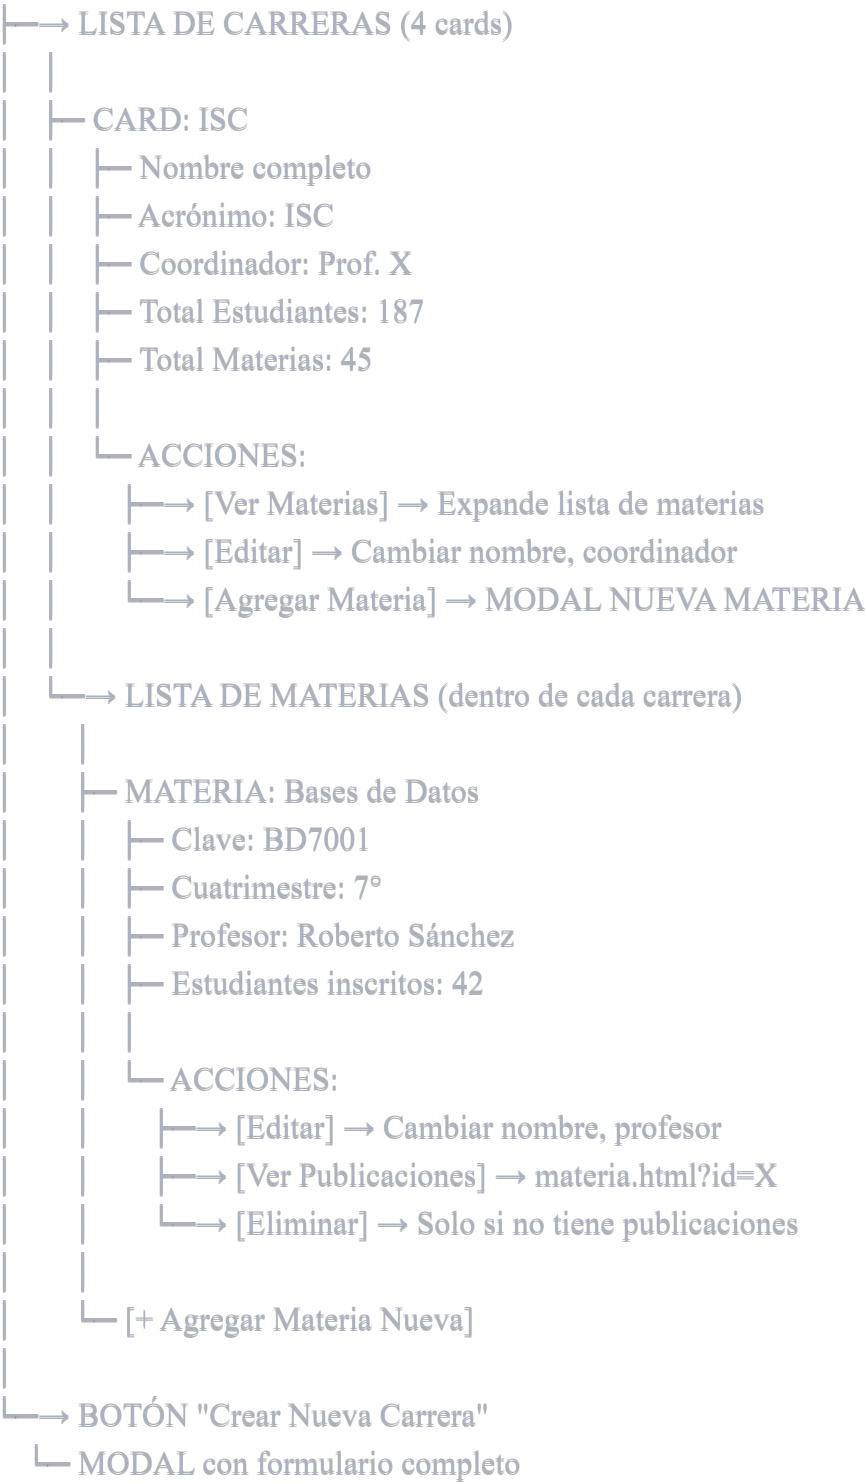 ├──→ LISTA DE CARRERAS (4 cards)
│   │
│   ├─ CARD: ISC
│   │   ├─ Nombre completo
│   │   ├─ Acrónimo: ISC
│   │   ├─ Coordinador: Prof. X
│   │   ├─ Total Estudiantes: 187
│   │   ├─ Total Materias: 45
│   │   │
│   │   └─ ACCIONES:
│   │       ├──→ [Ver Materias] → Expande lista de materias
│   │       ├──→ [Editar] → Cambiar nombre, coordinador
│   │       └──→ [Agregar Materia] → MODAL NUEVA MATERIA
│   │
│   └──→ LISTA DE MATERIAS (dentro de cada carrera)
│       │
│       ├─ MATERIA: Bases de Datos
│       │   ├─ Clave: BD7001
│       │   ├─ Cuatrimestre: 7°
│       │   ├─ Profesor: Roberto Sánchez
│       │   ├─ Estudiantes inscritos: 42
│       │   │
│       │   └─ ACCIONES:
│       │       ├──→ [Editar] → Cambiar nombre, profesor
│       │       ├──→ [Ver Publicaciones] → materia.html?id=X
│       │       └──→ [Eliminar] → Solo si no tiene publicaciones
│       │
│       └─ [+ Agregar Materia Nueva]
│
└──→ BOTÓN "Crear Nueva Carrera"
    └─ MODAL con formulario completo